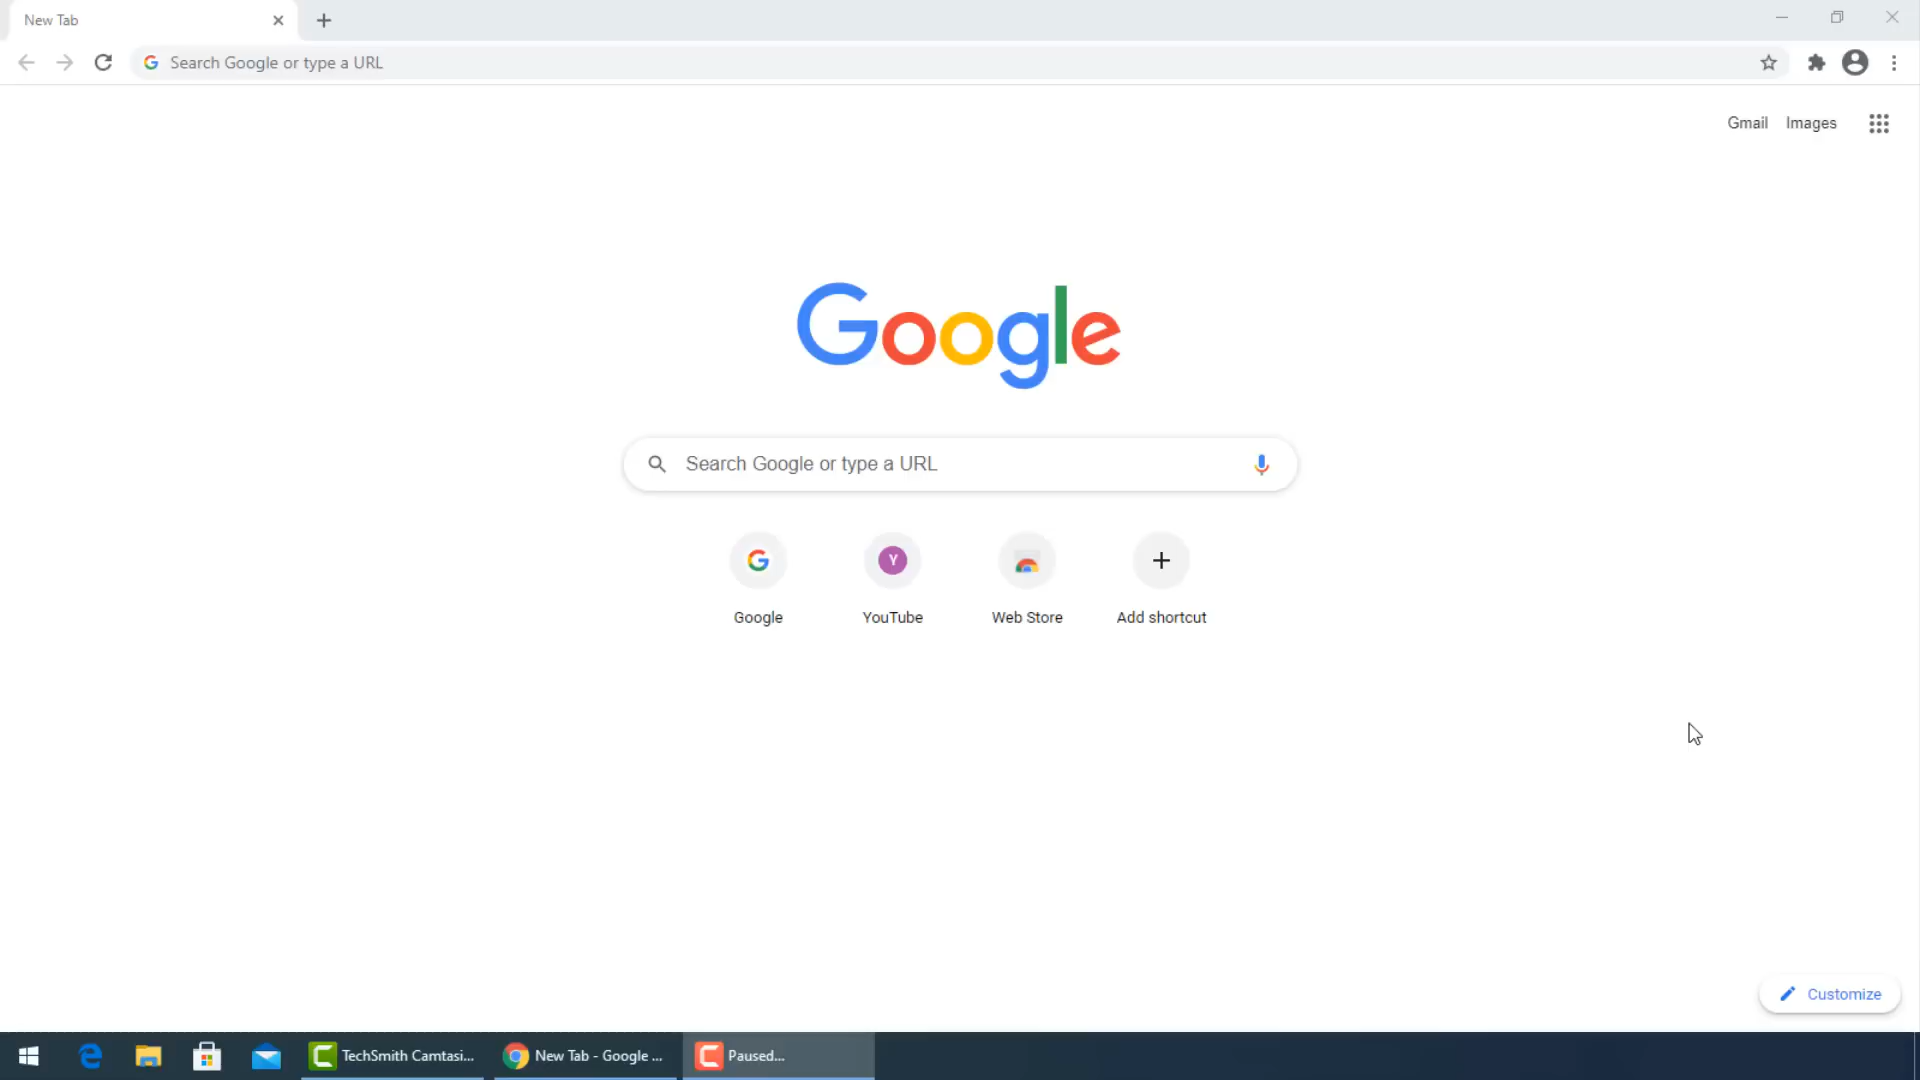 New Tab
Search Google or type a URL
Gmail Images
Google
Search Google or type a URL
Y
Google YouTube Web Store Add shortcut
Customize
TechSmith Camtasi... New Tab - Google ... Paused...